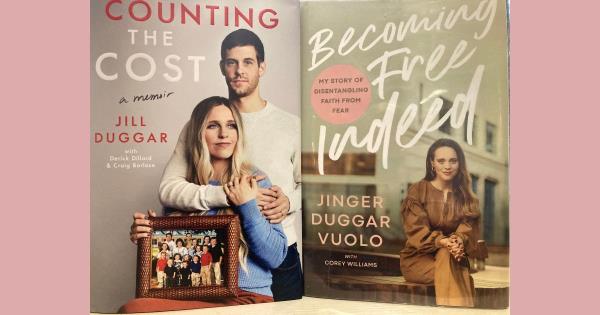 COUNTING
THE
COST
a memoir
JILL
DUGGAR
with
Derick Dillard
& Craig Borlase
Becoming
Free
Indeed
MY STORY OF
DISENTANGLING
FAITH FROM
FEAR
JINGER
DUGGAR
VUOLO
WITH
COREY WILLIAMS